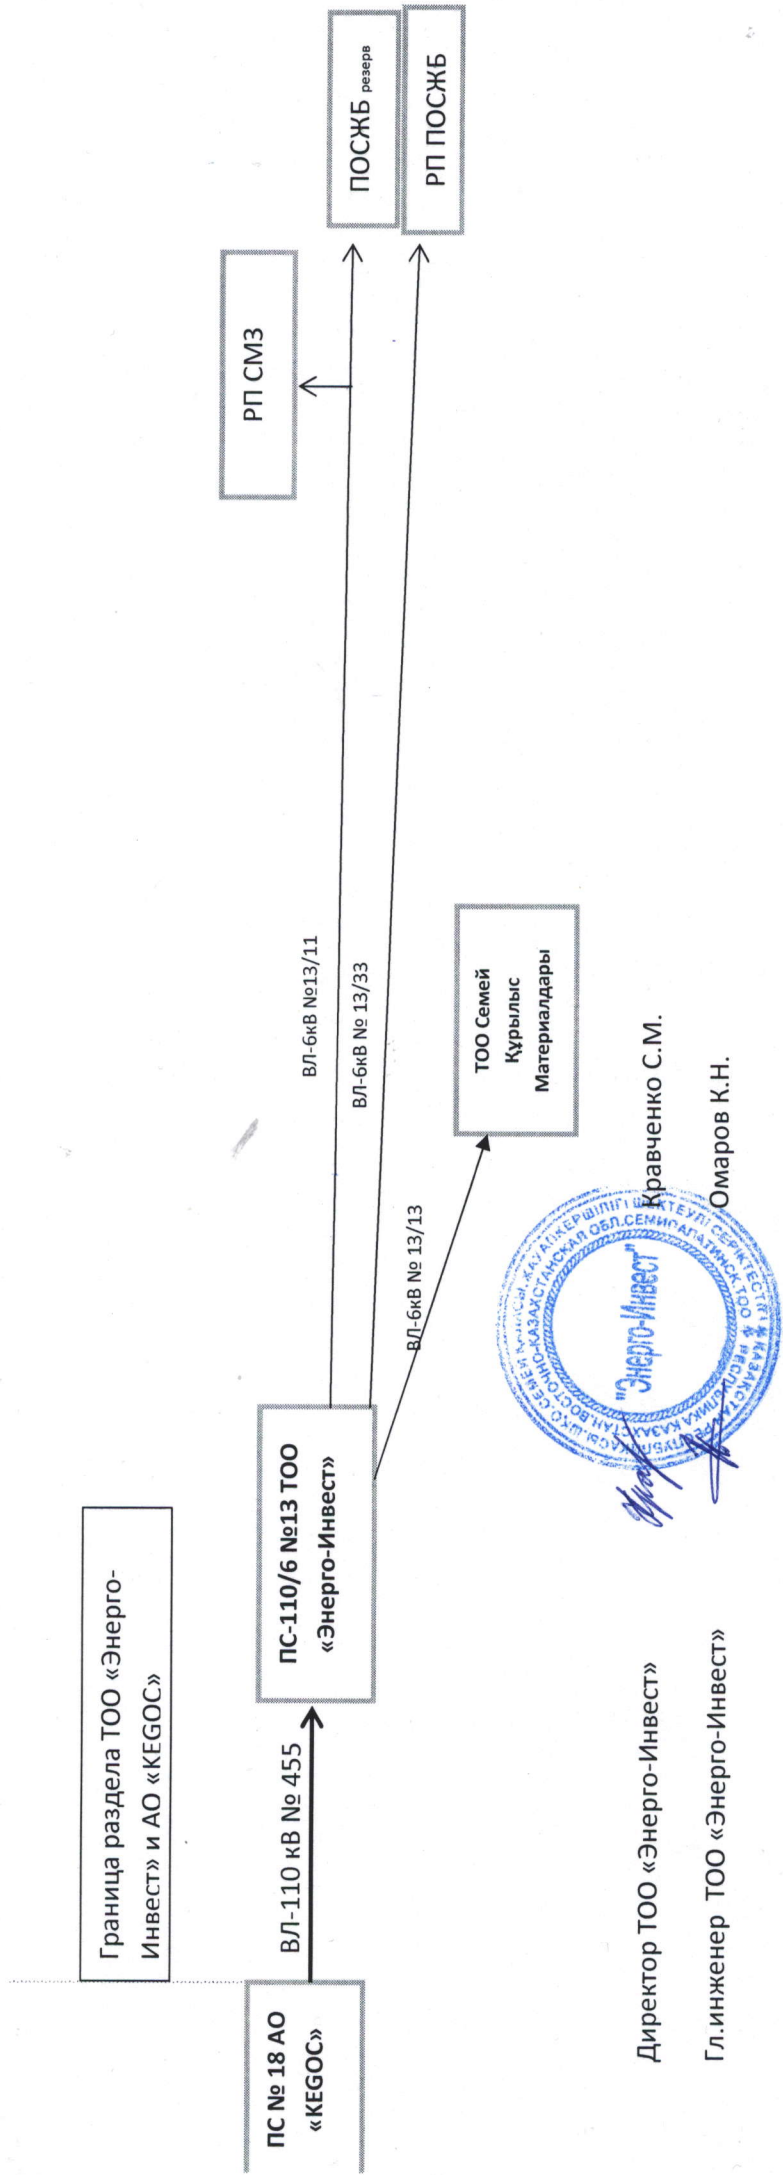 Граница раздела ТОО «Энерго-
Инвест» и АО «KEGOC»
ПС № 18 АО
«KEGOC»
ВЛ-110 кВ № 455
ПС-110/6 №13 ТОО
«Энерго-Инвест»
ВЛ-6кВ №13/11
ВЛ-6кВ № 13/33
ВЛ-6кВ № 13/13
РП СМЗ
ПОСЖБ резерв
РП ПОСЖБ
ТОО Семей
Құрылыс
Материалдары
Директор ТОО «Энерго-Инвест»
Кравченко С.М.
Гл.инженер ТОО «Энерго-Инвест»
Омаров К.Н.
"Энерго-Инвест"